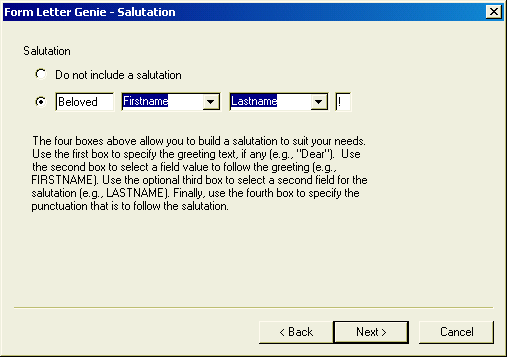 Form Letter Genie - Salutation
Salutation
Do not include a salutation
Beloved Firstname Lastname !
The four boxes above allow you to build a salutation to suit your needs.
Use the first box to specify the greeting text, if any (e.g., "Dear"). Use
the second box to select a field value to follow the greeting (e.g.,
FIRSTNAME). Use the optional third box to select a second field for the
salutation (e.g., LASTNAME). Finally, use the fourth box to specify the
punctuation that is to follow the salutation.
< Back Next > Cancel